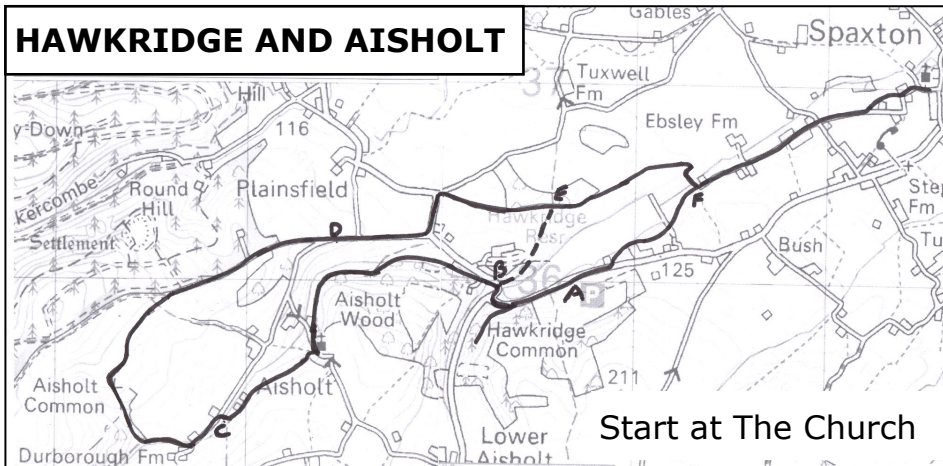 HAWKRIDGE AND AISHOLT
Gables
Spaxton
37
Tuxwell
Fm
Hill
116
Ebsley Fm
y Down
kercombe
Round
Hill
Plainsfield
E
F
Hawkridge
Resr
Settlement
D
Bush
B
36
125
A
P
Aisholt
Wood
Hawkridge
Common
Aisholt
Common
Aisholt
211
C
Lower
Aisholt
Start at The Church
Durborough Fm
Fm